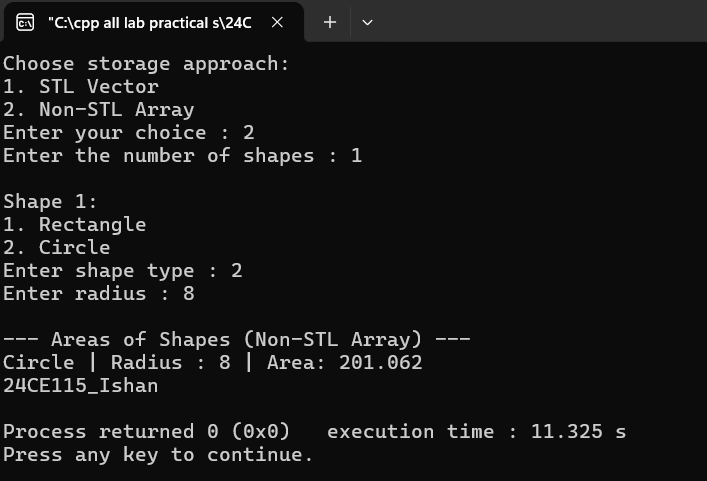 "C:\cpp all lab practical s\24C
Choose storage approach:
1. STL Vector
2. Non-STL Array
Enter your choice : 2
Enter the number of shapes : 1
Shape 1:
1. Rectangle
2. Circle
Enter shape type : 2
Enter radius : 8
--- Areas of Shapes (Non-STL Array) ---
Circle | Radius : 8 | Area: 201.062
24CE115_Ishan
Process returned 0 (0x0)   execution time : 11.325 s
Press any key to continue.